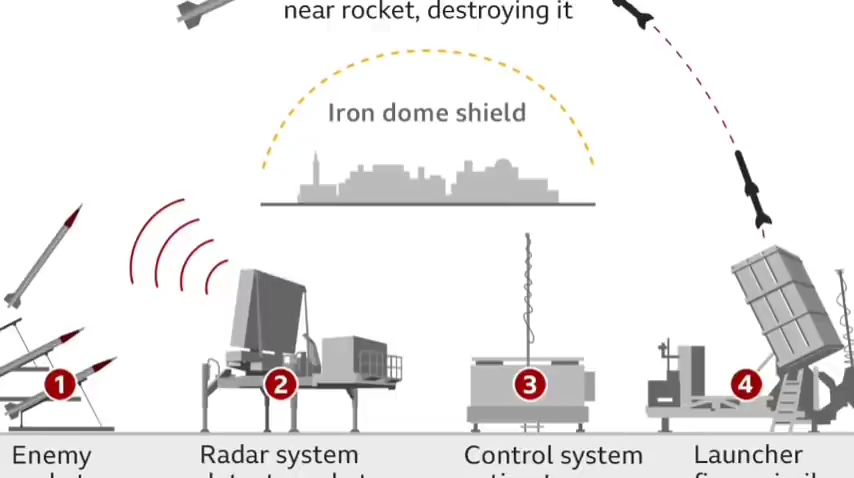 near rocket, destroying it
Iron dome shield
1
2
3
4
Enemy
Radar system
Control system
Launcher